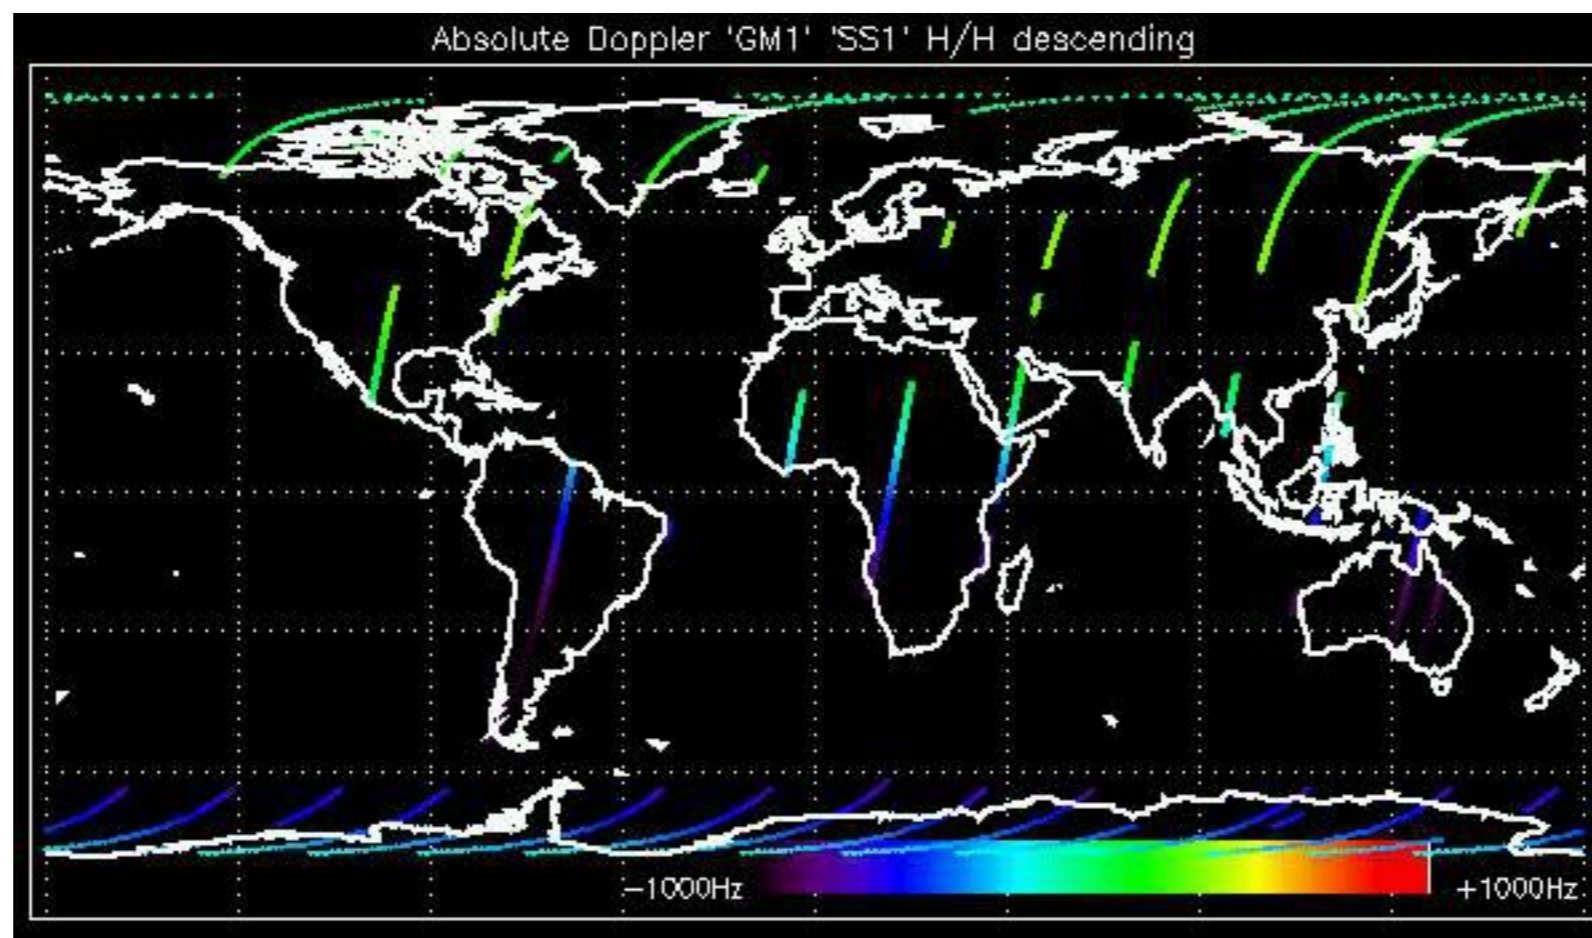 Absolute Doppler 'GM1' 'SS1' H/H descending
-1000Hz
+1000Hz